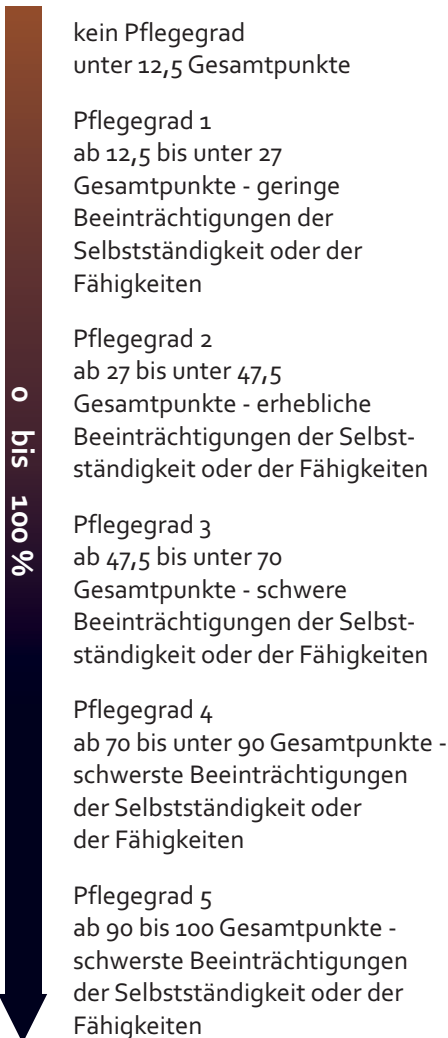 kein Pflegegrad
unter 12,5 Gesamtpunkte
Pflegegrad 1
ab 12,5 bis unter 27
Gesamtpunkte - geringe
Beeinträchtigungen der
Selbstständigkeit oder der
Fähigkeiten
Pflegegrad 2
ab 27 bis unter 47,5
Gesamtpunkte - erhebliche
Beeinträchtigungen der Selbst-
ständigkeit oder der Fähigkeiten
Pflegegrad 3
ab 47,5 bis unter 70
Gesamtpunkte - schwere
Beeinträchtigungen der Selbst-
ständigkeit oder der Fähigkeiten
Pflegegrad 4
ab 70 bis unter 90 Gesamtpunkte -
schwerste Beeinträchtigungen
der Selbstständigkeit oder
der Fähigkeiten
Pflegegrad 5
ab 90 bis 100 Gesamtpunkte -
schwerste Beeinträchtigungen
der Selbstständigkeit oder der
Fähigkeiten
0 bis 100 %